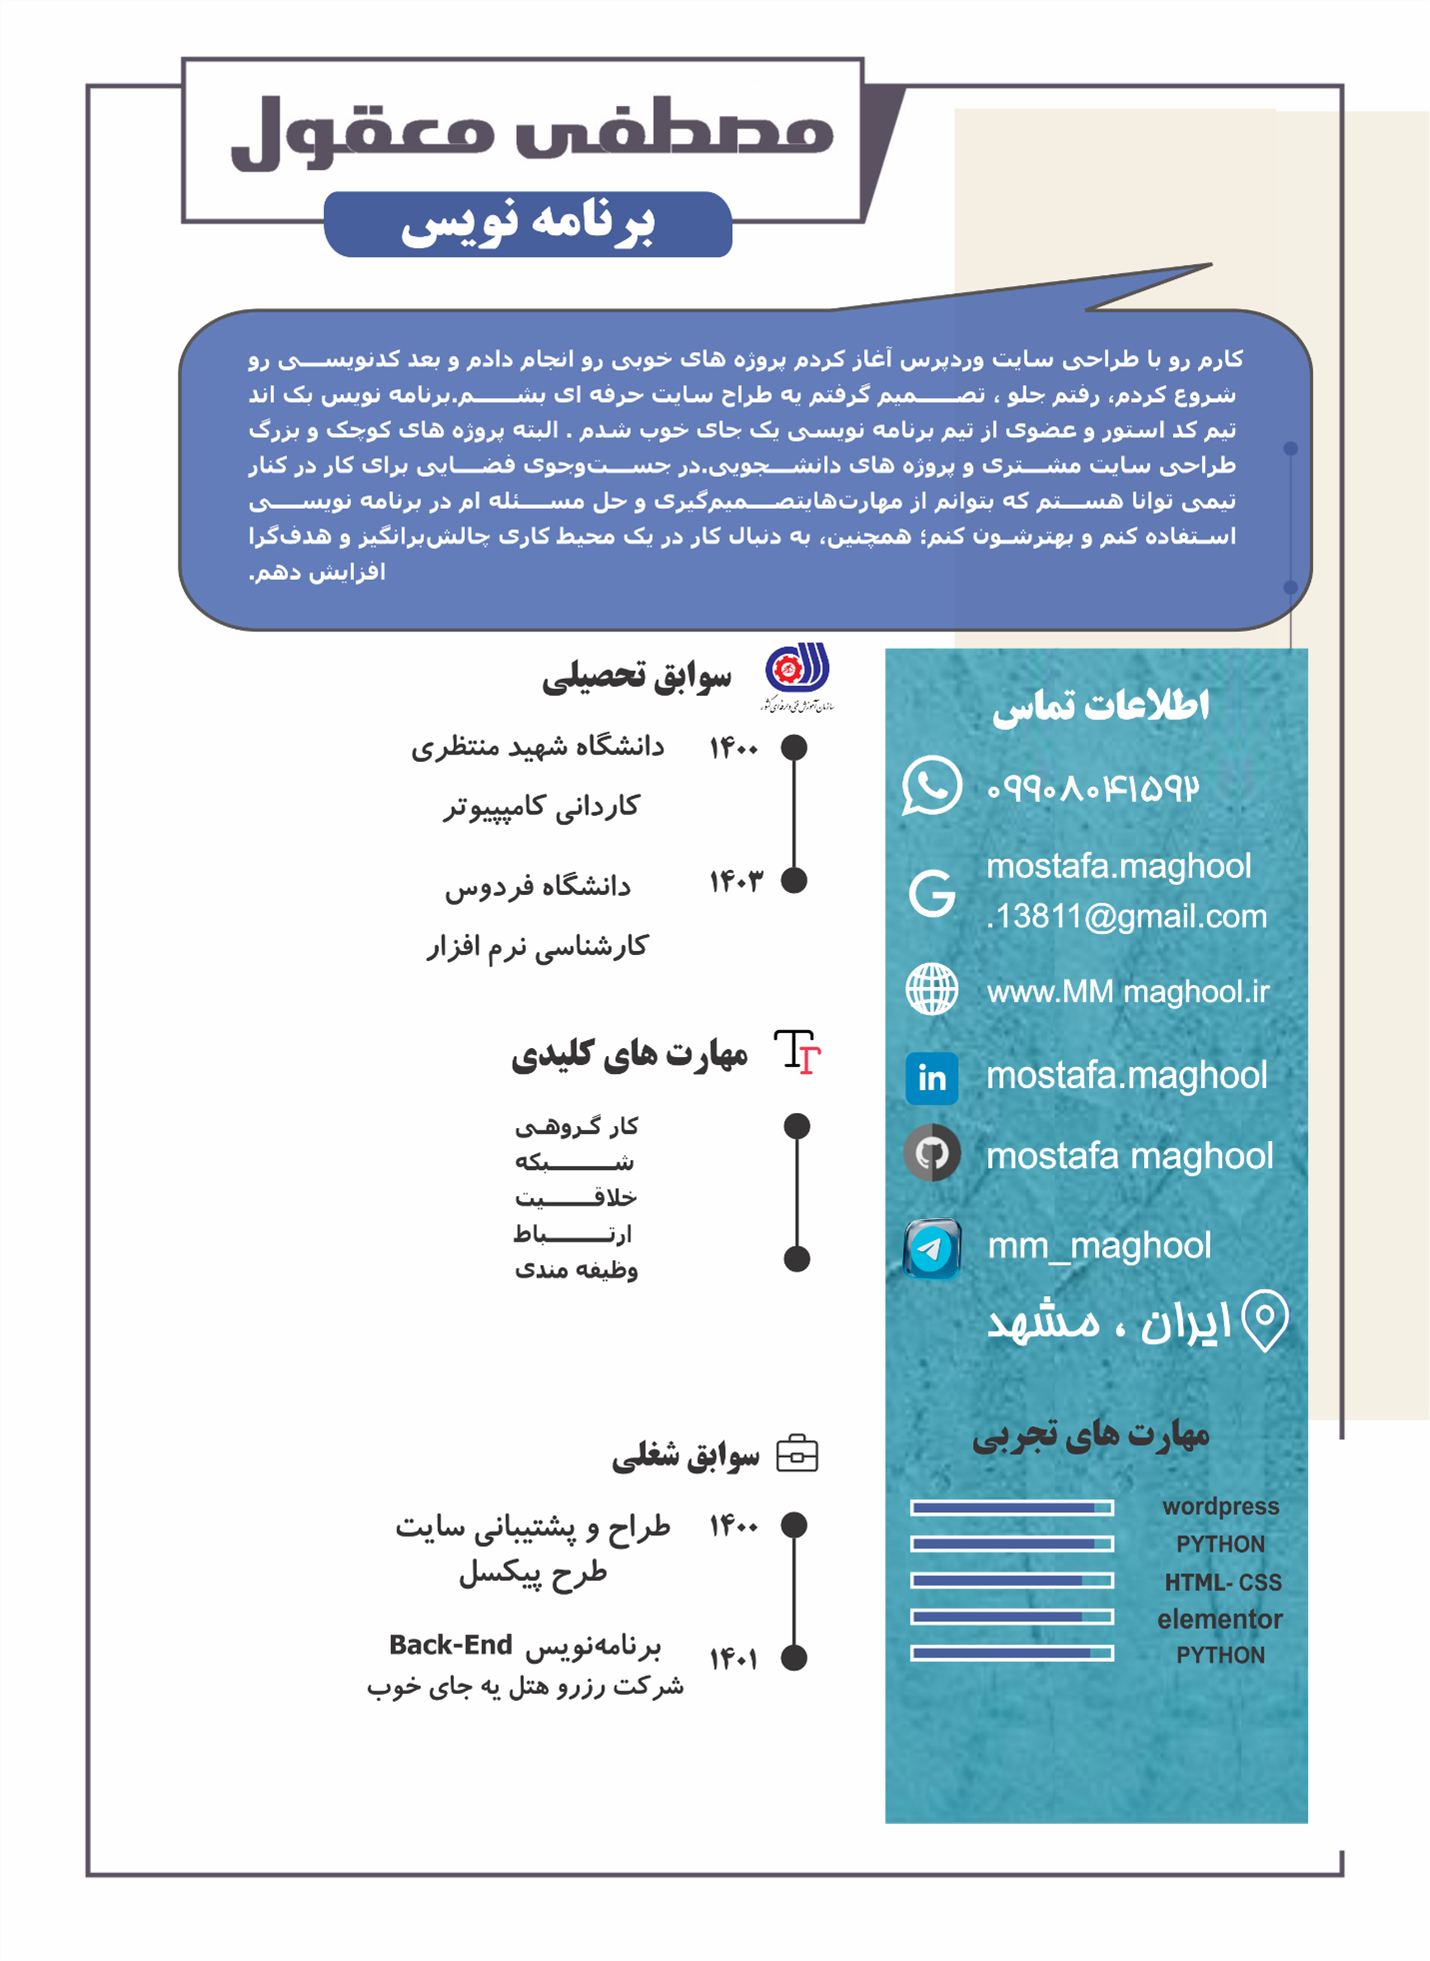 مصطفی معقول
برنامه نویس
کارم رو با طراحی سایت وردپرس آغاز کردم پروژه های خوبی رو انجام دادم و بعد کدنویسی رو
شروع کردم، رفتم جلو ، تصمیم گرفتم یه طراح سایت حرفه ای بشم.برنامه نویس بک اند
تیم کد استور و عضوی از تیم برنامه نویسی یک جای خوب شدم . البته پروژه های کوچک و بزرگ
طراحی سایت مشتری و پروژه های دانشجویی.در جست‌وجوی فضایی برای کار در کنار
تیمی توانا هستم که بتوانم از مهارت‌هایتصمیم‌گیری و حل مسئله ام در برنامه نویسی
استفاده کنم و بهترشون کنم؛ همچنین، به دنبال کار در یک محیط کاری چالش‌برانگیز و هدف‌گرا
افزایش دهم.
اطلاعات تماس
۰۹۹۰۸۰۴۱۵۹۲
mostafa.maghool
.13811@gmail.com
www.MM maghool.ir
mostafa.maghool
mostafa maghool
mm_maghool
ایران ، مشهد
مهارت های تجربی
wordpress
PYTHON
HTML- CSS
elementor
PYTHON
سازمان آموزش فنی و حرفه‌ای کشور
سوابق تحصیلی
۱۴۰۰ دانشگاه شهید منتظری
کاردانی کامپپیوتر
۱۴۰۳ دانشگاه فردوس
کارشناسی نرم افزار
مهارت های کلیدی
کار گروهی
شبکه
خلاقیت
ارتباط
وظیفه مندی
سوابق شغلی
۱۴۰۰ طراح و پشتیبانی سایت
طرح پیکسل
۱۴۰۱ برنامه‌نویس Back-End
شرکت رزرو هتل یه جای خوب